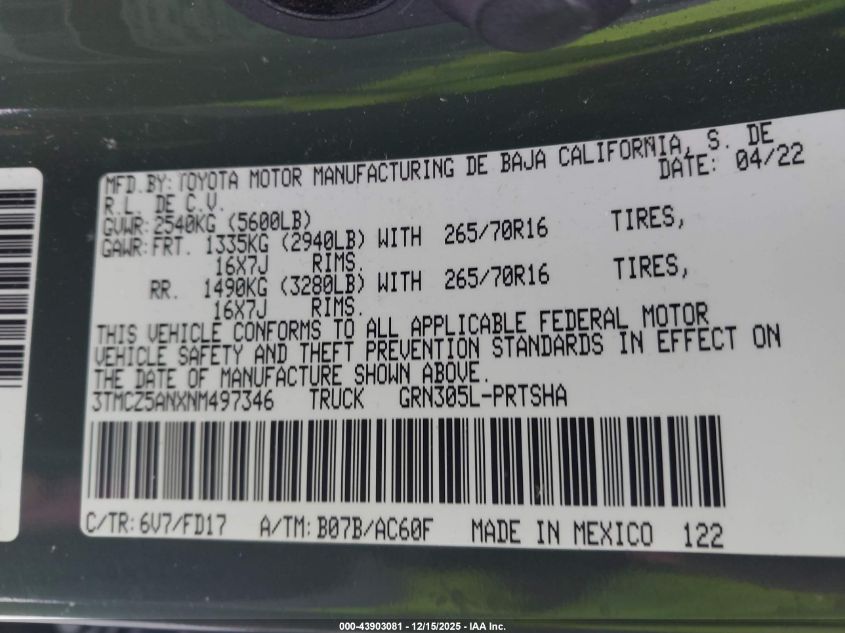 MFD.BY:TOYOTA MOTOR MANUFACTURING DE BAJA CALIFORNIA, S. DE
R.L. DE C.V. DATE: 04/22
GVWR:2540KG (5600LB)
GAWR:FRT. 1335KG (2940LB) WITH 265/70R16 TIRES,
16X7J RIMS.
RR. 1490KG (3280LB) WITH 265/70R16 TIRES,
16X7J RIMS.
THIS VEHICLE CONFORMS TO ALL APPLICABLE FEDERAL MOTOR
VEHICLE SAFETY AND THEFT PREVENTION STANDARDS IN EFFECT ON
THE DATE OF MANUFACTURE SHOWN ABOVE.
3TMCZ5ANXNM497346 TRUCK GRN305L-PRTSHA
C/TR:6V7/FD17 A/TM:B07B/AC60F MADE IN MEXICO 122
000-43903081 - 12/15/2025 - IAA Inc.